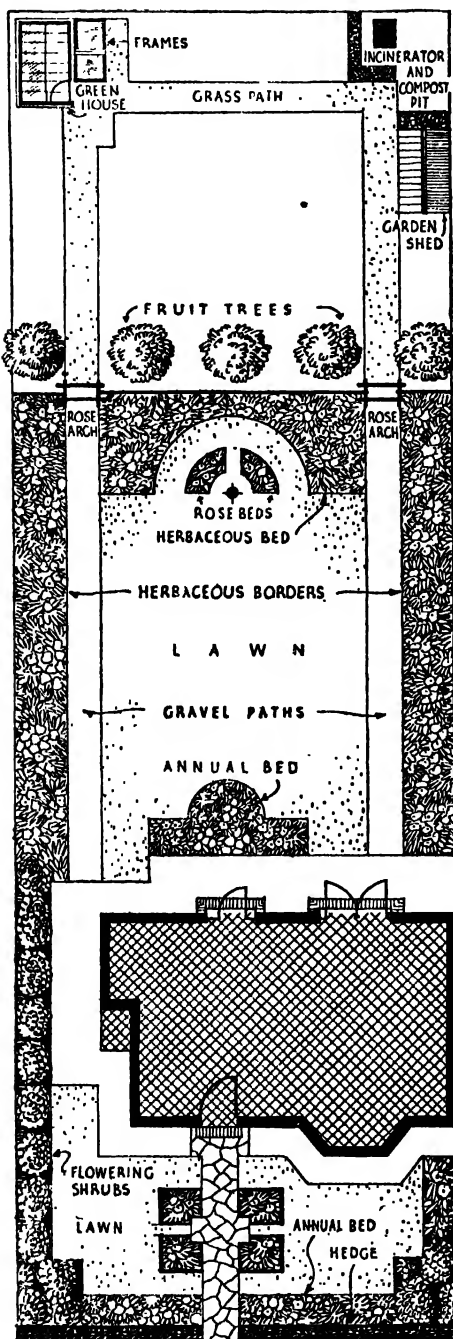 FRAMES
GREEN
HOUSE
GRASS PATH
INCINERATOR
AND
COMPOST
PIT
GARDEN
SHED
FRUIT TREES
ROSE
ARCH
ROSE
ARCH
ROSE BEDS
HERBACEOUS BED
HERBACEOUS BORDERS
LAWN
GRAVEL PATHS
ANNUAL BED
FLOWERING
SHRUBS
LAWN
ANNUAL BED
HEDGE